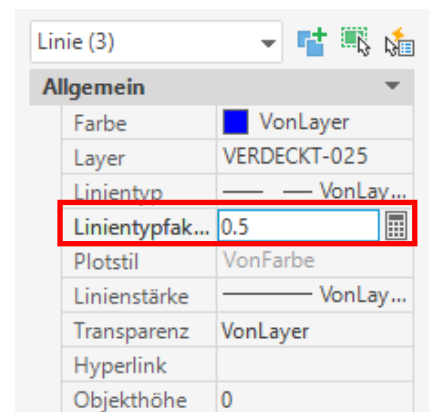 Linie (3)
Allgemein
Farbe VonLayer
Layer VERDECKT-025
Linientyp VonLay...
Linientypfak... 0.5
Plotstil VonFarbe
Linienstärke VonLay...
Transparenz VonLayer
Hyperlink
Objekthöhe 0